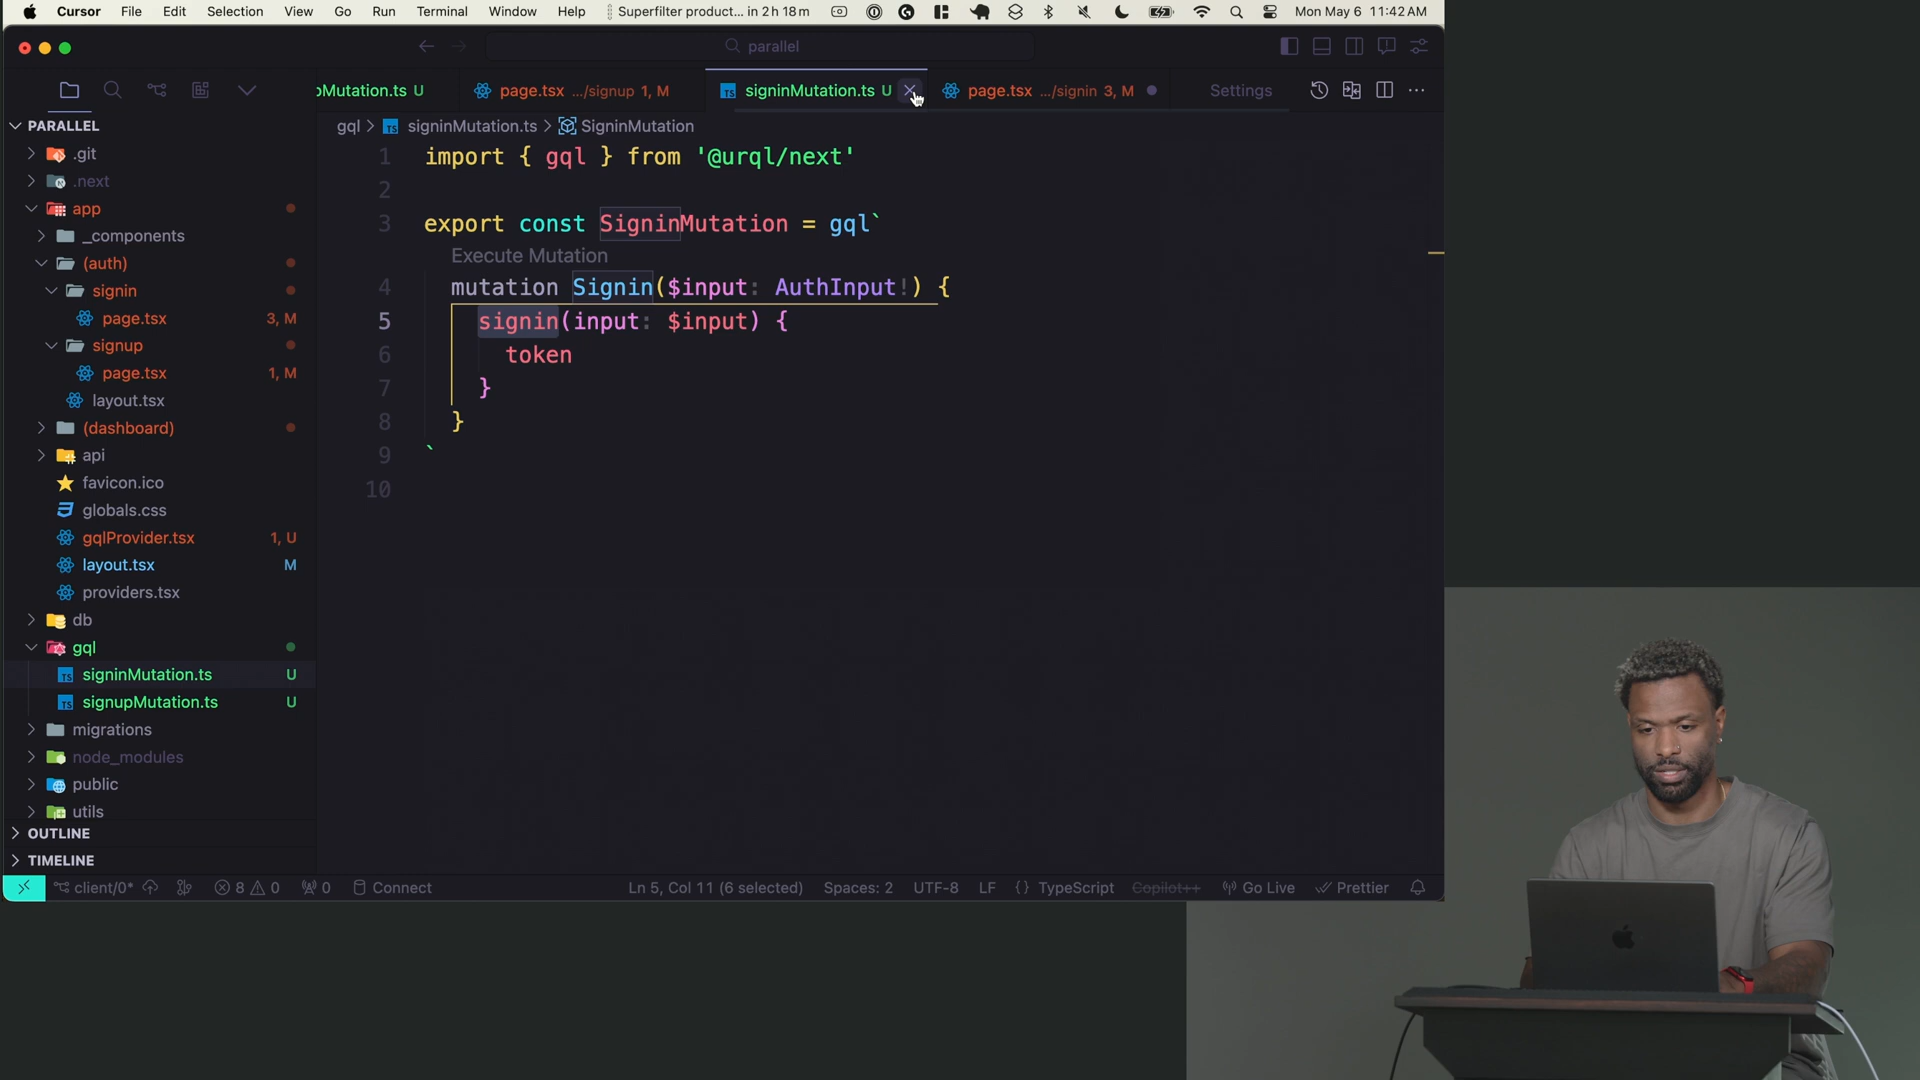 Cursor File Edit Selection View Go Run Terminal Window Help Superfilter product... in 2 h 18 m Mon May 6 11:42 AM
parallel
pMutation.ts U page.tsx .../signup 1, M signinMutation.ts U page.tsx .../signin 3, M Settings
PARALLEL
.git
.next
app
_components
(auth)
signin
page.tsx 3, M
signup
page.tsx 1, M
layout.tsx
(dashboard)
api
favicon.ico
globals.css
gqlProvider.tsx 1, U
layout.tsx M
providers.tsx
db
gql
signinMutation.ts U
signupMutation.ts U
migrations
node_modules
public
utils
OUTLINE
TIMELINE
gql > TS signinMutation.ts > SigninMutation
1 import { gql } from '@urql/next'
2
3 export const SigninMutation = gql`
Execute Mutation
4 mutation Signin($input: AuthInput!) {
5 signin(input: $input) {
6 token
7 }
8 }
9 `
10
client/0* 8 0 0 Connect Ln 5, Col 11 (6 selected) Spaces: 2 UTF-8 LF {} TypeScript Copilot++ Go Live Prettier